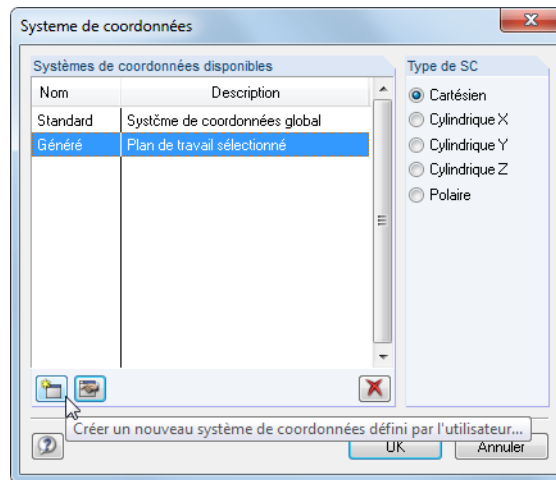 Systeme de coordonnées
Systèmes de coordonnées disponibles
Nom Description
Standard Systčme de coordonnées global
Généré Plan de travail sélectionné
Type de SC
Cartésien
Cylindrique X
Cylindrique Y
Cylindrique Z
Polaire
Créer un nouveau système de coordonnées défini par l'utilisateur...
OK Annuler